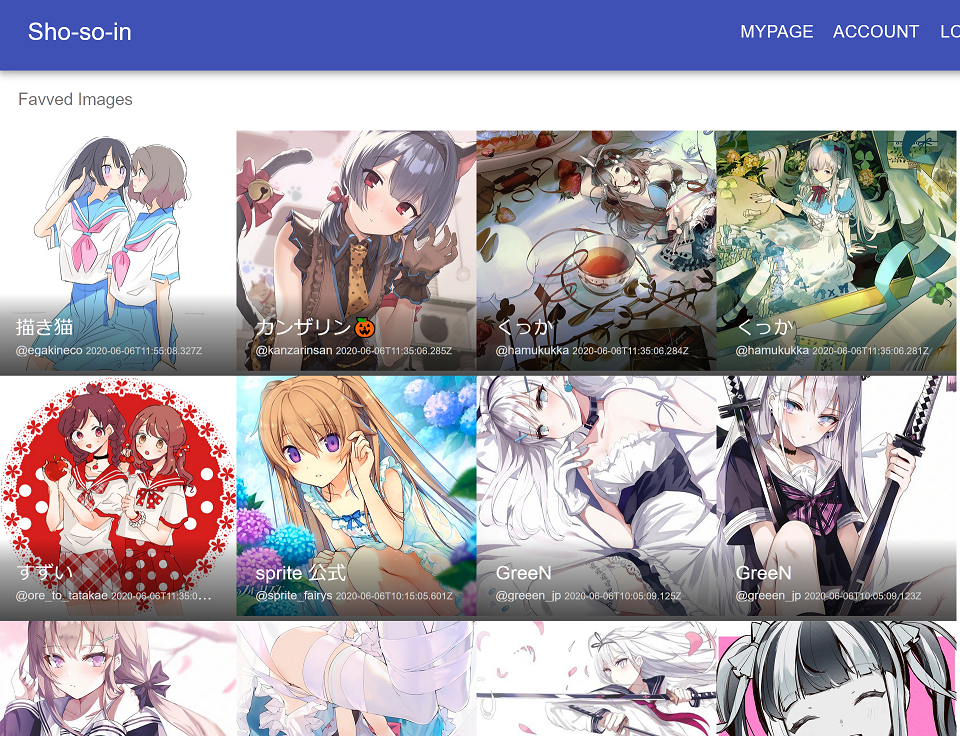 Sho-so-in
MYPAGE ACCOUNT LO
Favved Images
描き猫
@egakineco 2020-06-06T11:55:08.327Z
カンザリン🎃
@kanzarinsan 2020-06-06T11:35:06.285Z
くっか
@hamukukka 2020-06-06T11:35:06.284Z
くっか
@hamukukka 2020-06-06T11:35:06.281Z
すずい
@ore_to_tatakae 2020-06-06T11:35:0...
sprite 公式
@sprite_fairys 2020-06-06T10:15:05.601Z
GreeN
@greeen_jp 2020-06-06T10:05:09.125Z
GreeN
@greeen_jp 2020-06-06T10:05:09.123Z